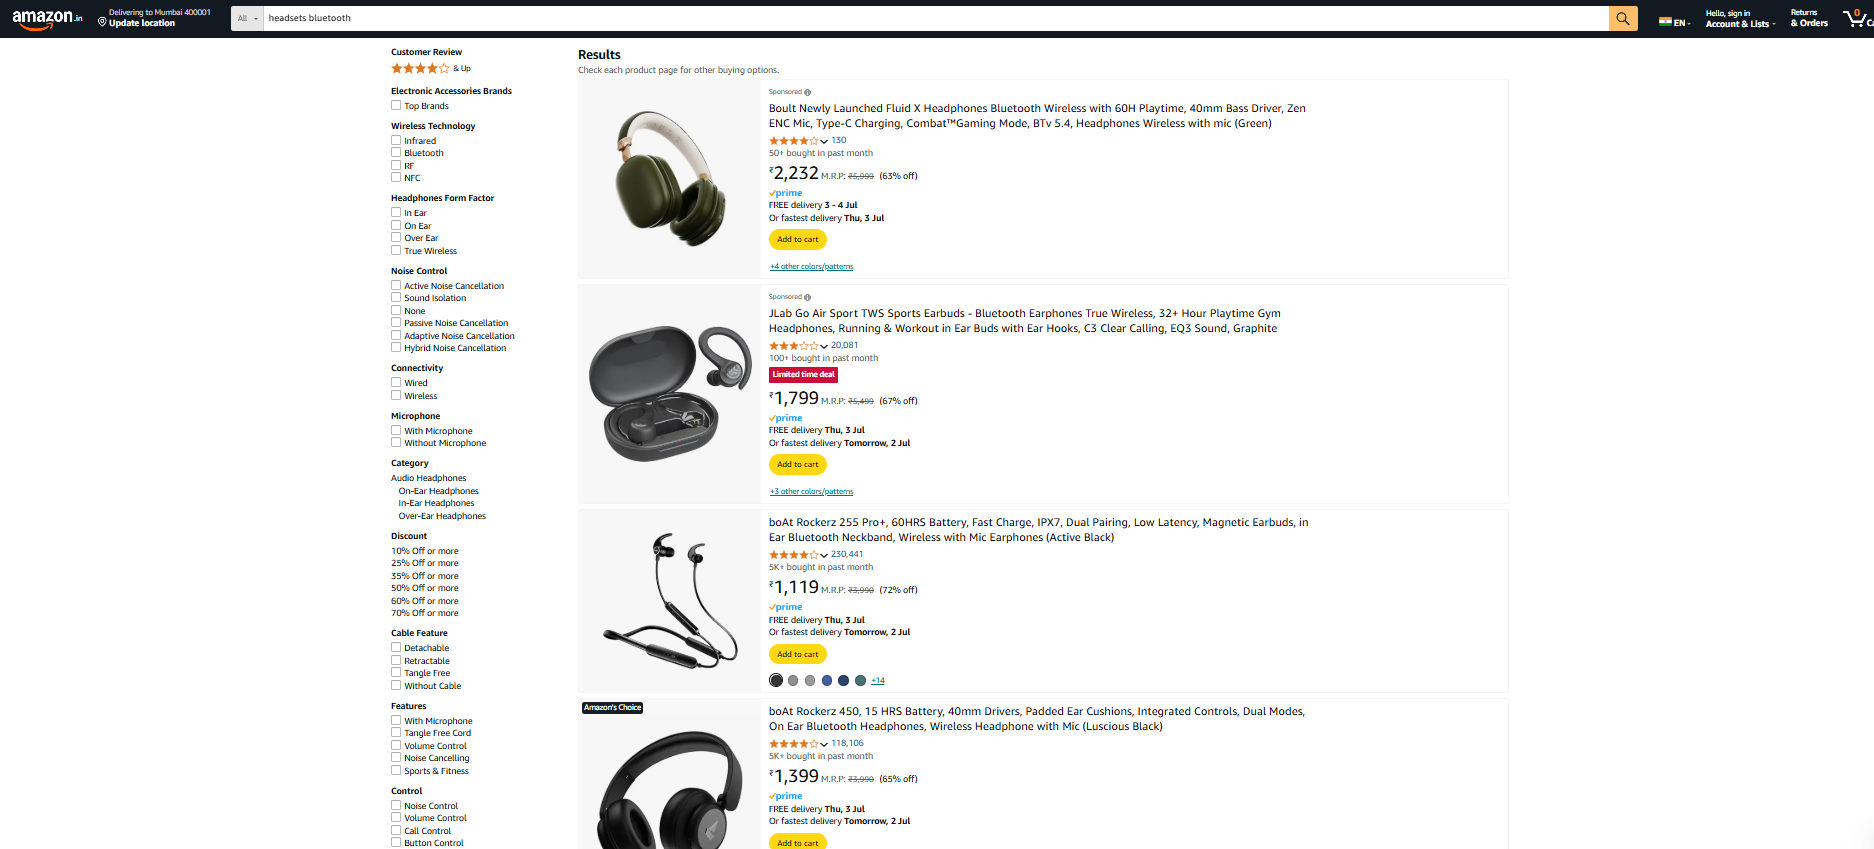 amazon.in
Delivering to Mumbai 400001
Update location
All
headsets bluetooth
EN
Hello, sign in
Account & Lists
Returns
& Orders
0
Customer Review
& Up
Electronic Accessories Brands
Top Brands
Wireless Technology
Infrared
Bluetooth
RF
NFC
Headphones Form Factor
In Ear
On Ear
Over Ear
True Wireless
Noise Control
Active Noise Cancellation
Sound Isolation
None
Passive Noise Cancellation
Adaptive Noise Cancellation
Hybrid Noise Cancellation
Connectivity
Wired
Wireless
Microphone
With Microphone
Without Microphone
Category
Audio Headphones
On-Ear Headphones
In-Ear Headphones
Over-Ear Headphones
Discount
10% Off or more
25% Off or more
35% Off or more
50% Off or more
60% Off or more
70% Off or more
Cable Feature
Detachable
Retractable
Tangle Free
Without Cable
Features
With Microphone
Tangle Free Cord
Volume Control
Noise Cancelling
Sports & Fitness
Control
Noise Control
Volume Control
Call Control
Button Control
Results
Check each product page for other buying options.
Sponsored
Boult Newly Launched Fluid X Headphones Bluetooth Wireless with 60H Playtime, 40mm Bass Driver, Zen
ENC Mic, Type-C Charging, Combat™Gaming Mode, BTv 5.4, Headphones Wireless with mic (Green)
130
50+ bought in past month
₹2,232 M.R.P: ₹5,999 (63% off)
prime
FREE delivery 3 - 4 Jul
Or fastest delivery Thu, 3 Jul
Add to cart
+4 other colors/patterns
Sponsored
JLab Go Air Sport TWS Sports Earbuds - Bluetooth Earphones True Wireless, 32+ Hour Playtime Gym
Headphones, Running & Workout in Ear Buds with Ear Hooks, C3 Clear Calling, EQ3 Sound, Graphite
20,081
100+ bought in past month
Limited time deal
₹1,799 M.R.P: ₹5,499 (67% off)
prime
FREE delivery Thu, 3 Jul
Or fastest delivery Tomorrow, 2 Jul
Add to cart
+3 other colors/patterns
boAt Rockerz 255 Pro+, 60HRS Battery, Fast Charge, IPX7, Dual Pairing, Low Latency, Magnetic Earbuds, in
Ear Bluetooth Neckband, Wireless with Mic Earphones (Active Black)
230,441
5K+ bought in past month
₹1,119 M.R.P: ₹3,990 (72% off)
prime
FREE delivery Thu, 3 Jul
Or fastest delivery Tomorrow, 2 Jul
Add to cart
+14
Amazon's Choice
boAt Rockerz 450, 15 HRS Battery, 40mm Drivers, Padded Ear Cushions, Integrated Controls, Dual Modes,
On Ear Bluetooth Headphones, Wireless Headphone with Mic (Luscious Black)
118,106
5K+ bought in past month
₹1,399 M.R.P: ₹3,990 (65% off)
prime
FREE delivery Thu, 3 Jul
Or fastest delivery Tomorrow, 2 Jul
Add to cart